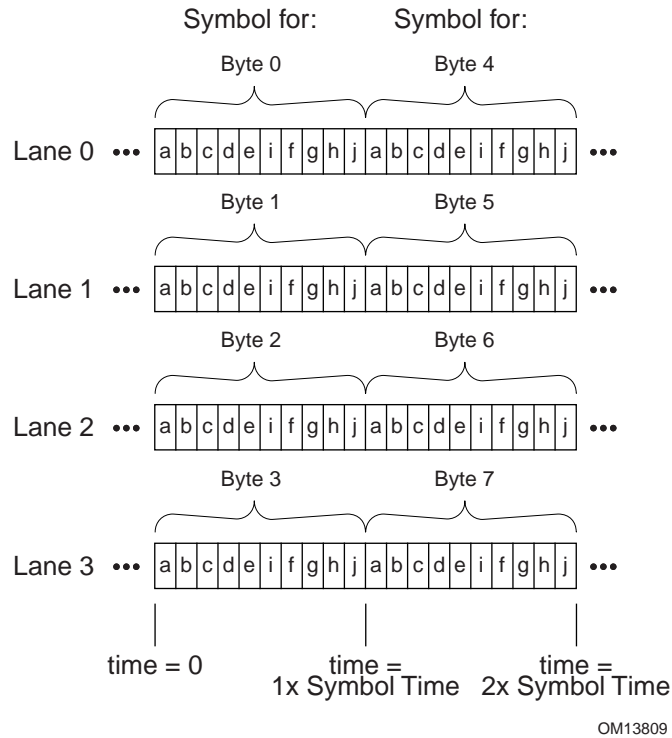 Symbol for: Symbol for:
Byte 0 Byte 4
Lane 0 ••• a b c d e i f g h j a b c d e i f g h j •••
Byte 1 Byte 5
Lane 1 ••• a b c d e i f g h j a b c d e i f g h j •••
Byte 2 Byte 6
Lane 2 ••• a b c d e i f g h j a b c d e i f g h j •••
Byte 3 Byte 7
Lane 3 ••• a b c d e i f g h j a b c d e i f g h j •••
time = 0 time = time =
1x Symbol Time 2x Symbol Time
OM13809